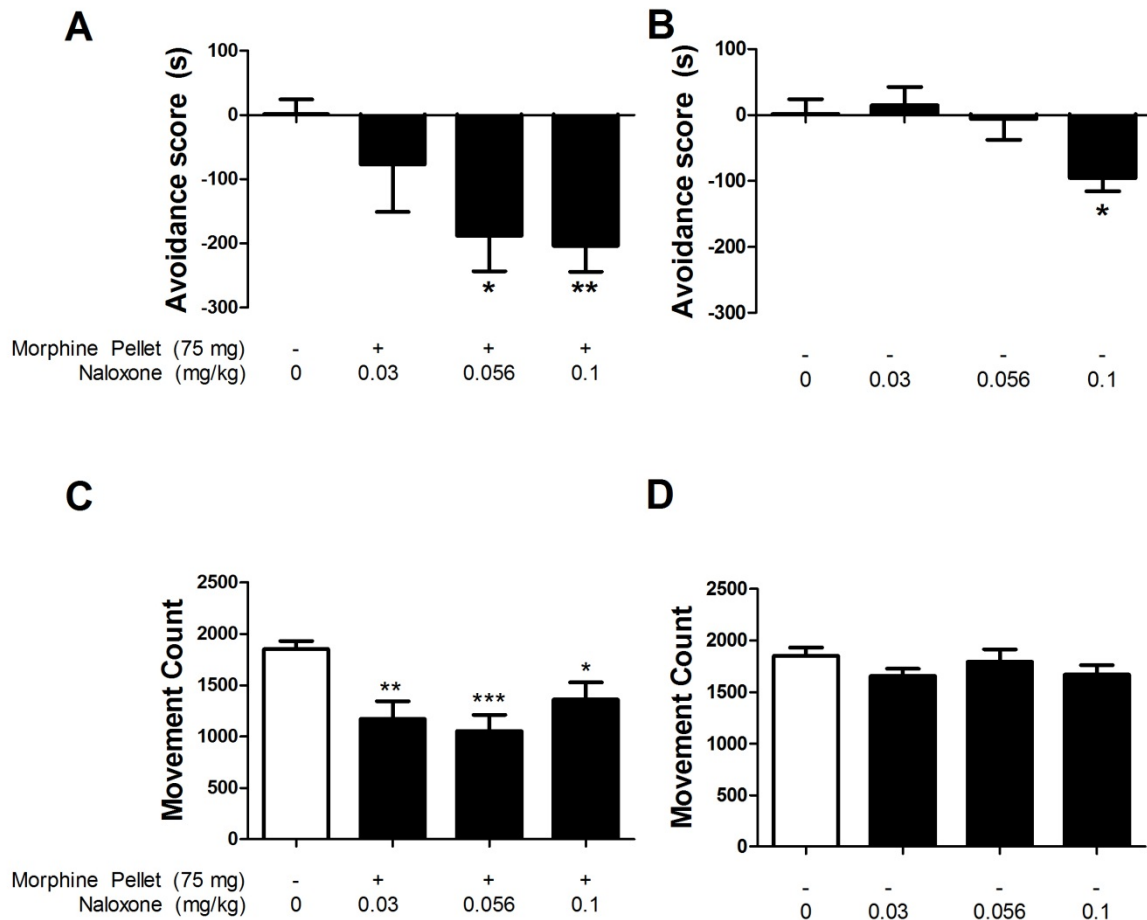 A
B
Avoidance score (s)
100
0
-100
-200
-300
*
**
Morphine Pellet (75 mg) - + + +
Naloxone (mg/kg) 0 0.03 0.056 0.1
Avoidance score (s)
100
0
-100
-200
-300
*
- - - -
0 0.03 0.056 0.1
C
D
Movement Count
2500
2000
1500
1000
500
0
**
***
*
Morphine Pellet (75 mg) - + + +
Naloxone (mg/kg) 0 0.03 0.056 0.1
Movement Count
2500
2000
1500
1000
500
0
- - - -
0 0.03 0.056 0.1